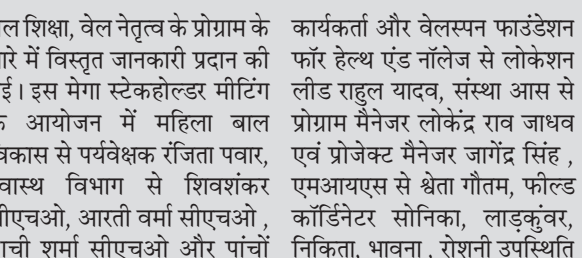 शिक्षा, वेल नेतृत्व के प्रोग्राम के
में विस्तृत जानकारी प्रदान की
इस मेगा स्टेकहोल्डर मीटिंग
आयोजन में महिला बाल
से पर्यवेक्षक रंजिता पवार,
विभाग से शिवशंकर
आरती वर्मा सीएचओ ,
शर्मा सीएचओ और पांचों
कार्यकर्ता और वेलस्पन फाउंडेशन
फॉर हेल्थ एंड नॉलेज से लोकेशन
लीड राहुल यादव, संस्था आस से
प्रोग्राम मैनेजर लोकेंद्र राव जाधव
एवं प्रोजेक्ट मैनेजर जागेंद्र सिंह ,
एमआयएस से श्वेता गौतम, फील्ड
कॉर्डिनेटर सोनिका, लाड़कुंवर,
निकिता, भावना , रोशनी उपस्थिति